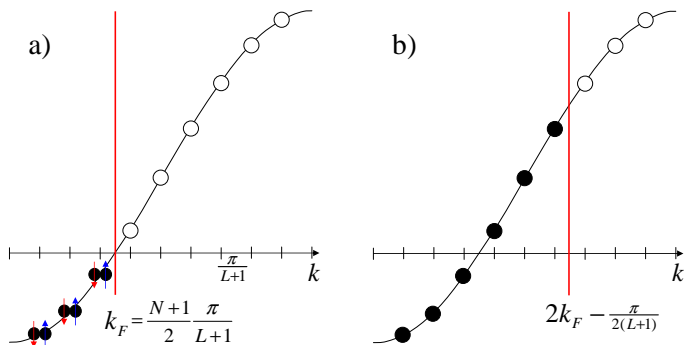 a)
b)
π/(L+1)
k
k
k_F = (N+1)/2 π/(L+1)
2k_F − π/(2(L+1))